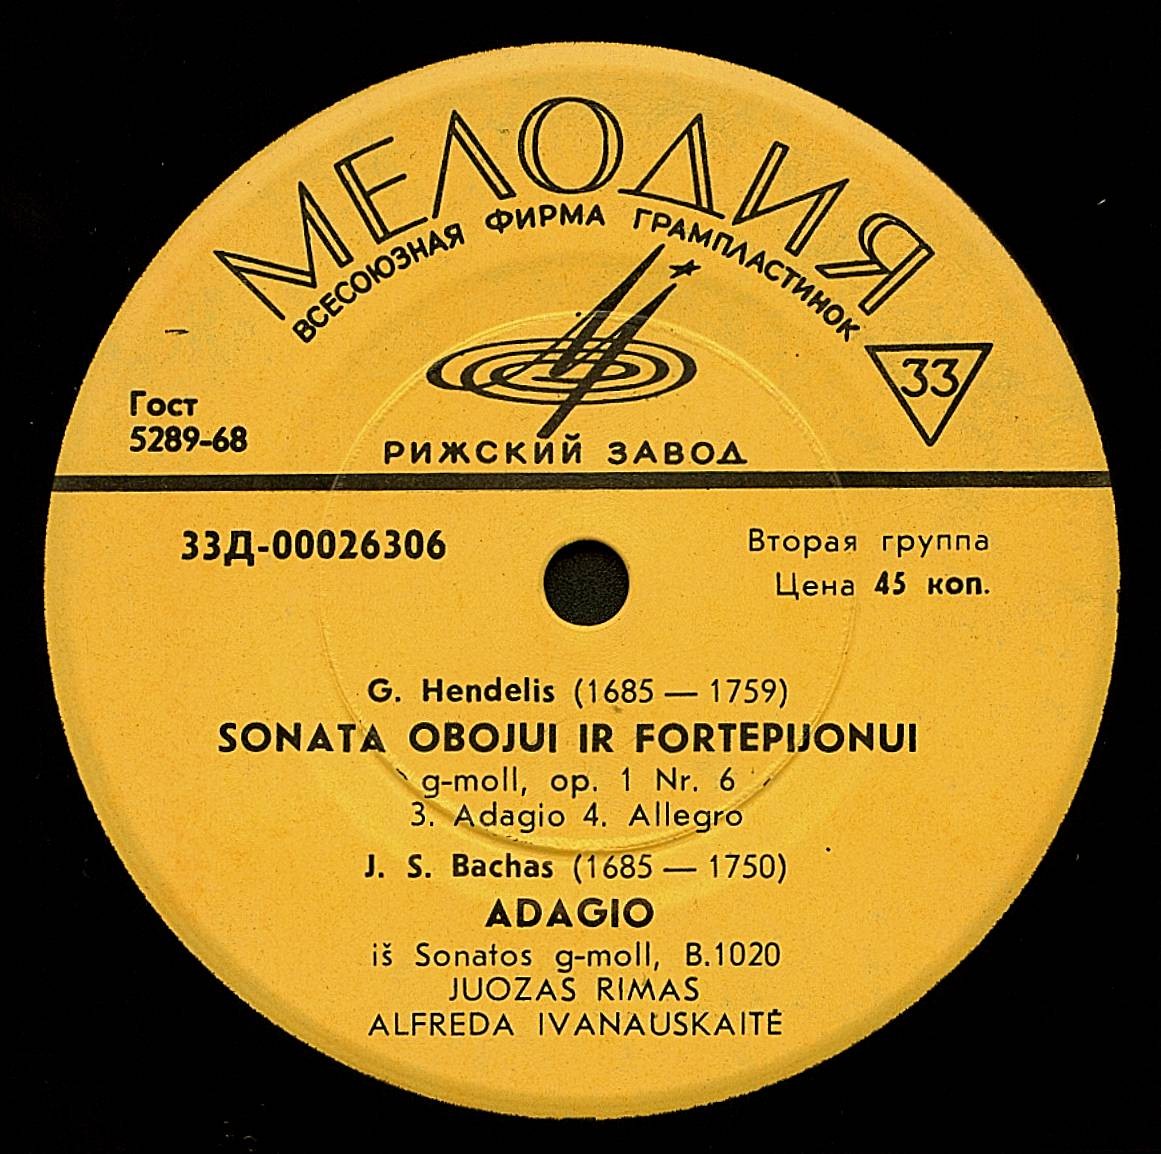 МЕЛОДИЯ
ВСЕСОЮЗНАЯ ФИРМА ГРАМПЛАСТИНОК
33
Гост
5289-68
РИЖСКИЙ ЗАВОД
33Д-00026306
Вторая группа
Цена 45 коп.
G. Hendelis (1685 — 1759)
SONATA OBOJUI IR FORTEPIJONUI
g-moll, op. 1 Nr. 6
3. Adagio 4. Allegro
J. S. Bachas (1685 — 1750)
ADAGIO
iš Sonatos g-moll, B.1020
JUOZAS RIMAS
ALFREDA IVANAUSKAITĖ